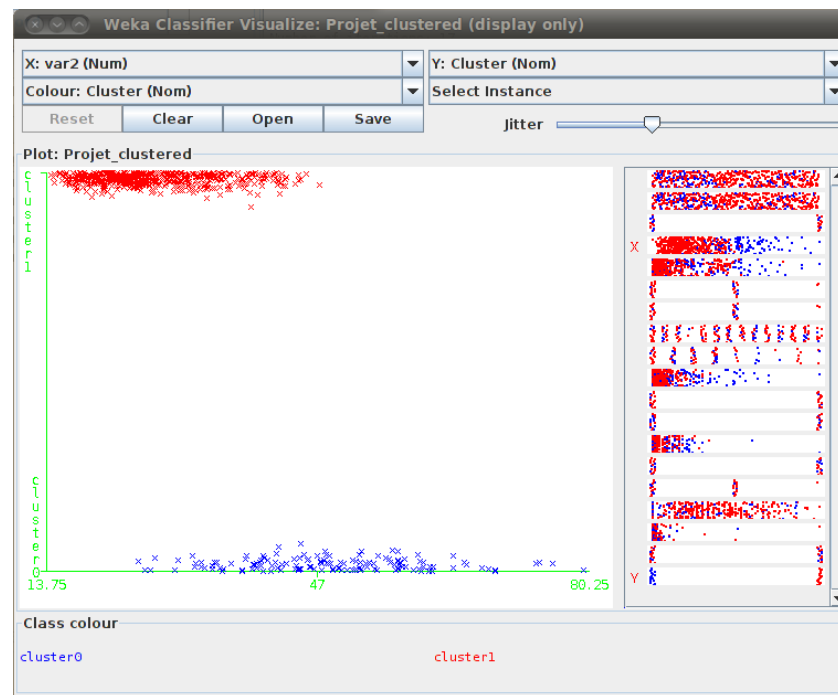 Weka Classifier Visualize: Projet_clustered (display only)
X: var2 (Num)
Y: Cluster (Nom)
Colour: Cluster (Nom)
Select Instance
Reset
Clear
Open
Save
Jitter
Plot: Projet_clustered
cluster1
cluster0
13.75
47
80.25
X
Y
Class colour
cluster0
cluster1